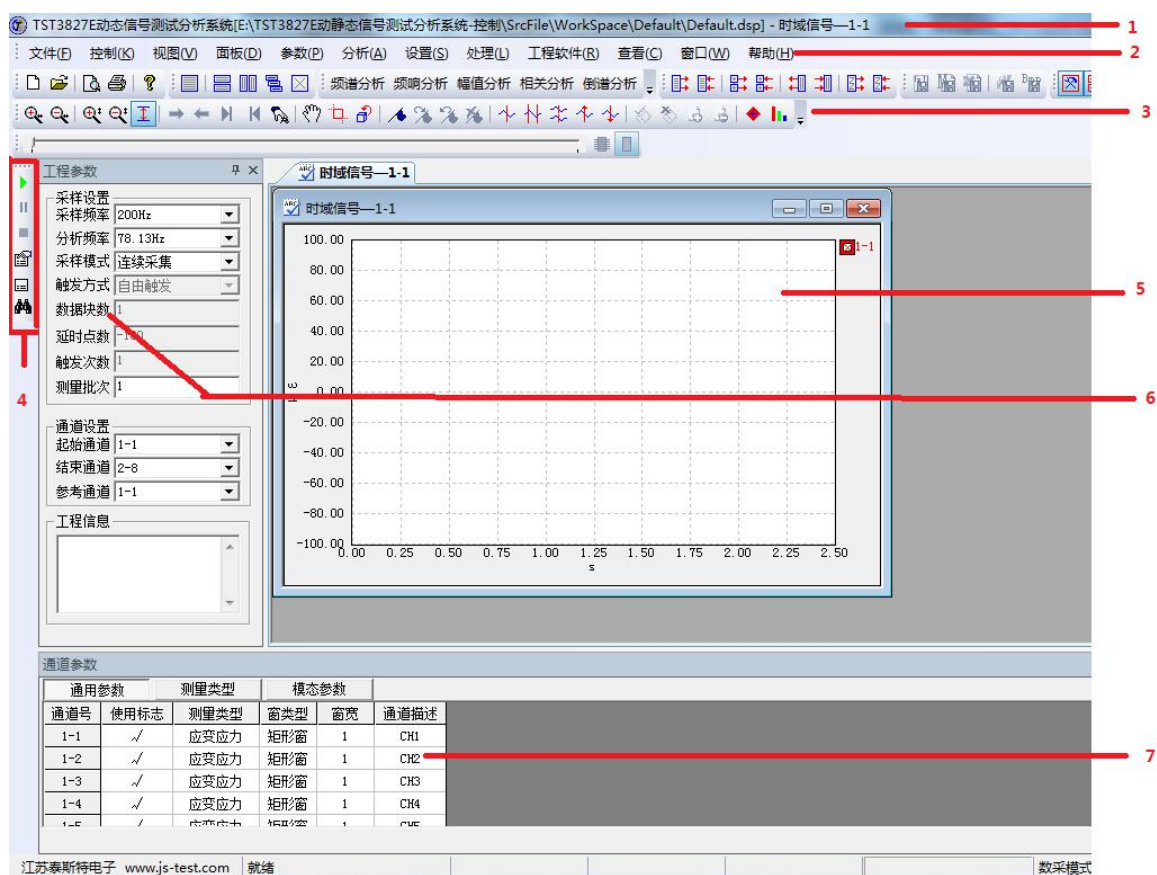 TST3827E动态信号测试分析系统[E:\TST3827E动静态信号测试分析系统-控制\SrcFile\WorkSpace\Default\Default.dsp] - 时域信号—1-1
1
文件(F) 控制(K) 视图(V) 面板(D) 参数(P) 分析(A) 设置(S) 处理(L) 工程软件(R) 查看(C) 窗口(W) 帮助(H)
2
频谱分析 频响分析 幅值分析 相关分析 倒谱分析
3
工程参数
时域信号—1-1
采样设置
采样频率 200Hz
分析频率 78.13Hz
采样模式 连续采集
触发方式 自由触发
数据块数 1
延时点数
触发次数 1
测量批次 1
4
通道设置
起始通道 1-1
结束通道 2-8
参考通道 1-1
工程信息
时域信号—1-1
1-1
100.00
80.00
60.00
40.00
20.00
0.00
-20.00
-40.00
-60.00
-80.00
-100.00
0.00 0.25 0.50 0.75 1.00 1.25 1.50 1.75 2.00 2.25 2.50
s
5
6
通道参数
通用参数 测量类型 模态参数
通道号 使用标志 测量类型 窗类型 窗宽 通道描述
1-1 √ 应变应力 矩形窗 1 CH1
1-2 √ 应变应力 矩形窗 1 CH2
1-3 √ 应变应力 矩形窗 1 CH3
1-4 √ 应变应力 矩形窗 1 CH4
7
江苏泰斯特电子 www.js-test.com 就绪 数采模式